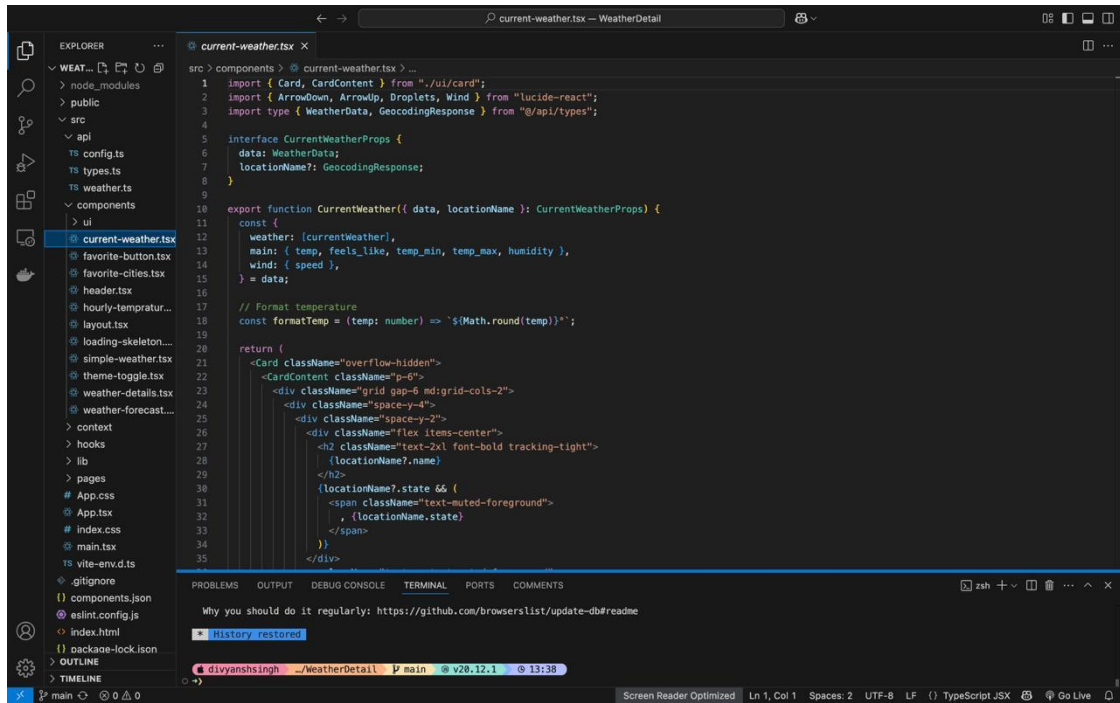 current-weather.tsx — WeatherDetail
EXPLORER
WEAT...
node_modules
public
src
api
TS config.ts
TS types.ts
TS weather.ts
components
ui
current-weather.tsx
favorite-button.tsx
favorite-cities.tsx
header.tsx
hourly-tempratur...
layout.tsx
loading-skeleton....
simple-weather.tsx
theme-toggle.tsx
weather-details.tsx
weather-forecast....
context
hooks
lib
pages
# App.css
App.tsx
# index.css
main.tsx
TS vite-env.d.ts
.gitignore
{} components.json
eslint.config.js
<> index.html
{} package-lock.json
OUTLINE
TIMELINE
current-weather.tsx
src > components > current-weather.tsx > ...
1 import { Card, CardContent } from "./ui/card";
2 import { ArrowDown, ArrowUp, Droplets, Wind } from "lucide-react";
3 import type { WeatherData, GeocodingResponse } from "@/api/types";
4
5 interface CurrentWeatherProps {
6   data: WeatherData;
7   locationName?: GeocodingResponse;
8 }
9
10 export function CurrentWeather({ data, locationName }: CurrentWeatherProps) {
11   const {
12     weather: [currentWeather],
13     main: { temp, feels_like, temp_min, temp_max, humidity },
14     wind: { speed },
15   } = data;
16
17   // Format temperature
18   const formatTemp = (temp: number) => `${Math.round(temp)}°`;
19
20   return (
21     <Card className="overflow-hidden">
22       <CardContent className="p-6">
23         <div className="grid gap-6 md:grid-cols-2">
24           <div className="space-y-4">
25             <div className="space-y-2">
26               <div className="flex items-center">
27                 <h2 className="text-2xl font-bold tracking-tight">
28                   {locationName?.name}
29                 </h2>
30                 {locationName?.state && (
31                   <span className="text-muted-foreground">
32                     , {locationName.state}
33                   </span>
34                 )}
35               </div>
PROBLEMS OUTPUT DEBUG CONSOLE TERMINAL PORTS COMMENTS
zsh
Why you should do it regularly: https://github.com/browserslist/update-db#readme
* History restored
divyanshsingh …/WeatherDetail main v20.12.1 13:38
main 0 0 Screen Reader Optimized Ln 1, Col 1 Spaces: 2 UTF-8 LF {} TypeScript JSX Go Live